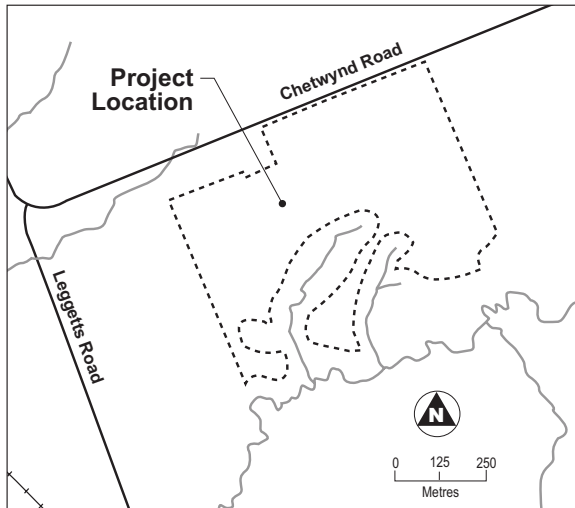 Project
Location
Chetwynd Road
Leggetts Road
N
0 125 250
Metres